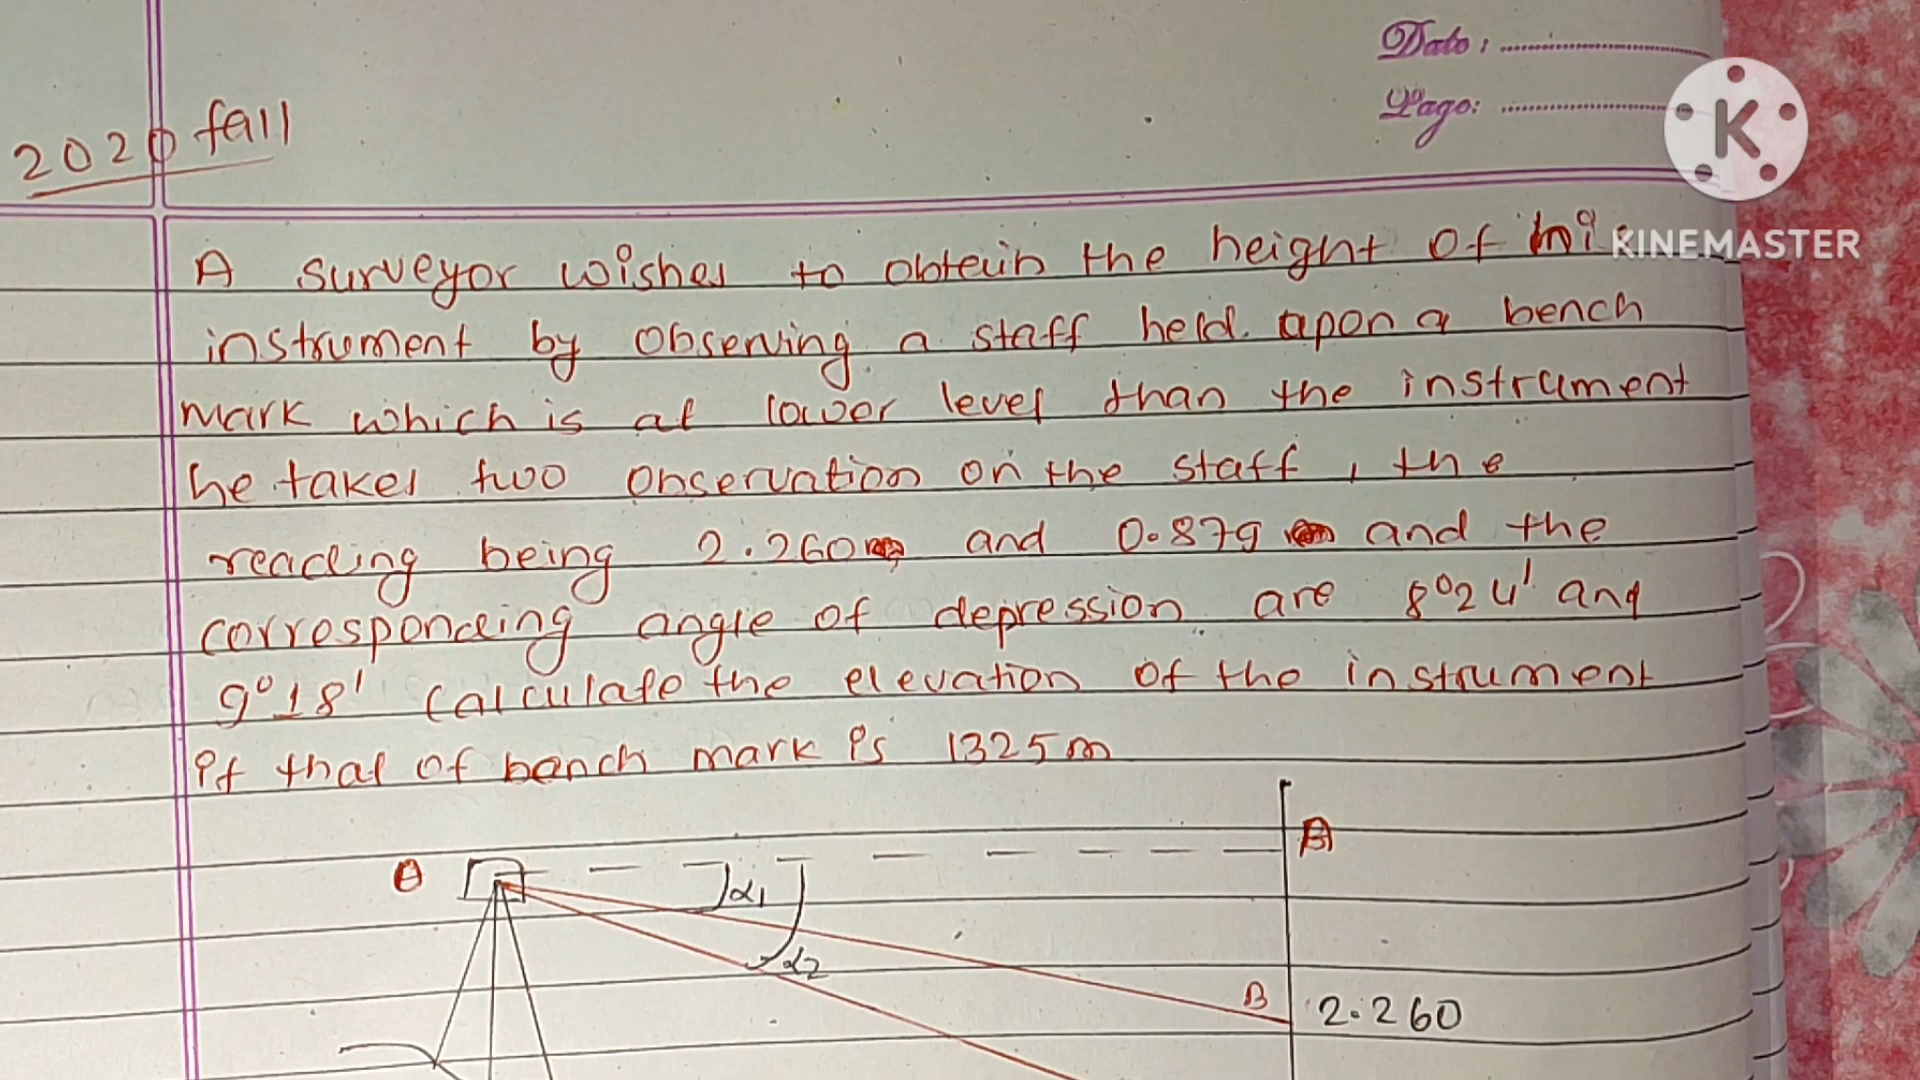 Date:
Page:
K
KINEMASTER
2020 fall
A surveyor wishes to obtain the height of his
instrument by observing a staff held upon a bench
mark which is at lower level than the instrument
he takes two observation on the staff, the
reading being 2.260m and 0.879 and the
corresponding angle of depression are 8°24' and
9°18' calculate the elevation of the instrument
if that of bench mark is 1325m
A
α1
α2
B 2.260